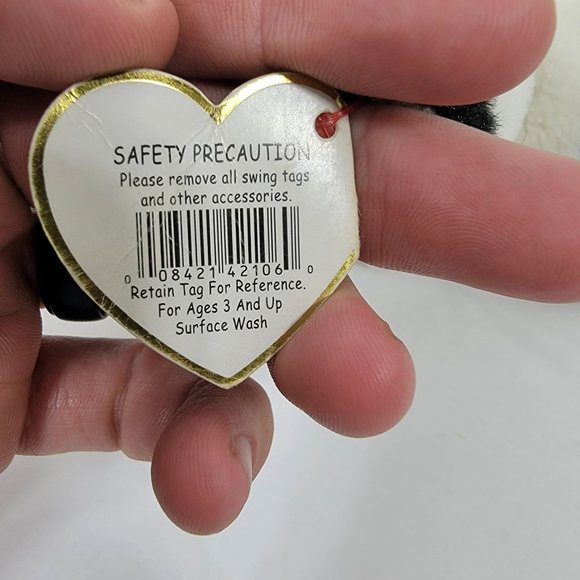 SAFETY PRECAUTION
Please remove all swing tags
and other accessories.
0 08421 42106 0
Retain Tag For Reference.
For Ages 3 And Up
Surface Wash